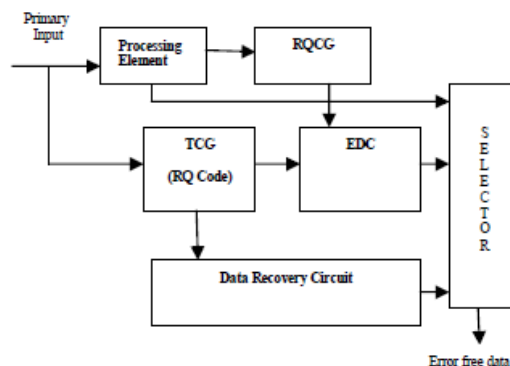 Primary
Input
Processing
Element
RQCG
TCG
(RQ Code)
EDC
S
E
L
E
C
T
O
R
Data Recovery Circuit
Error free data